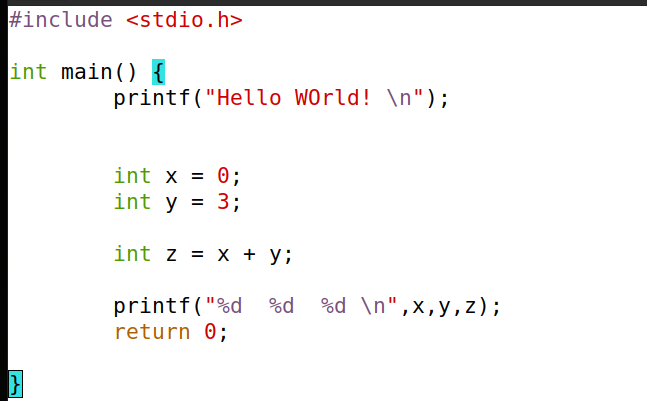 #include <stdio.h>
int main() {
printf("Hello WOrld! \n");
int x = 0;
int y = 3;
int z = x + y;
printf("%d  %d  %d \n",x,y,z);
return 0;
}